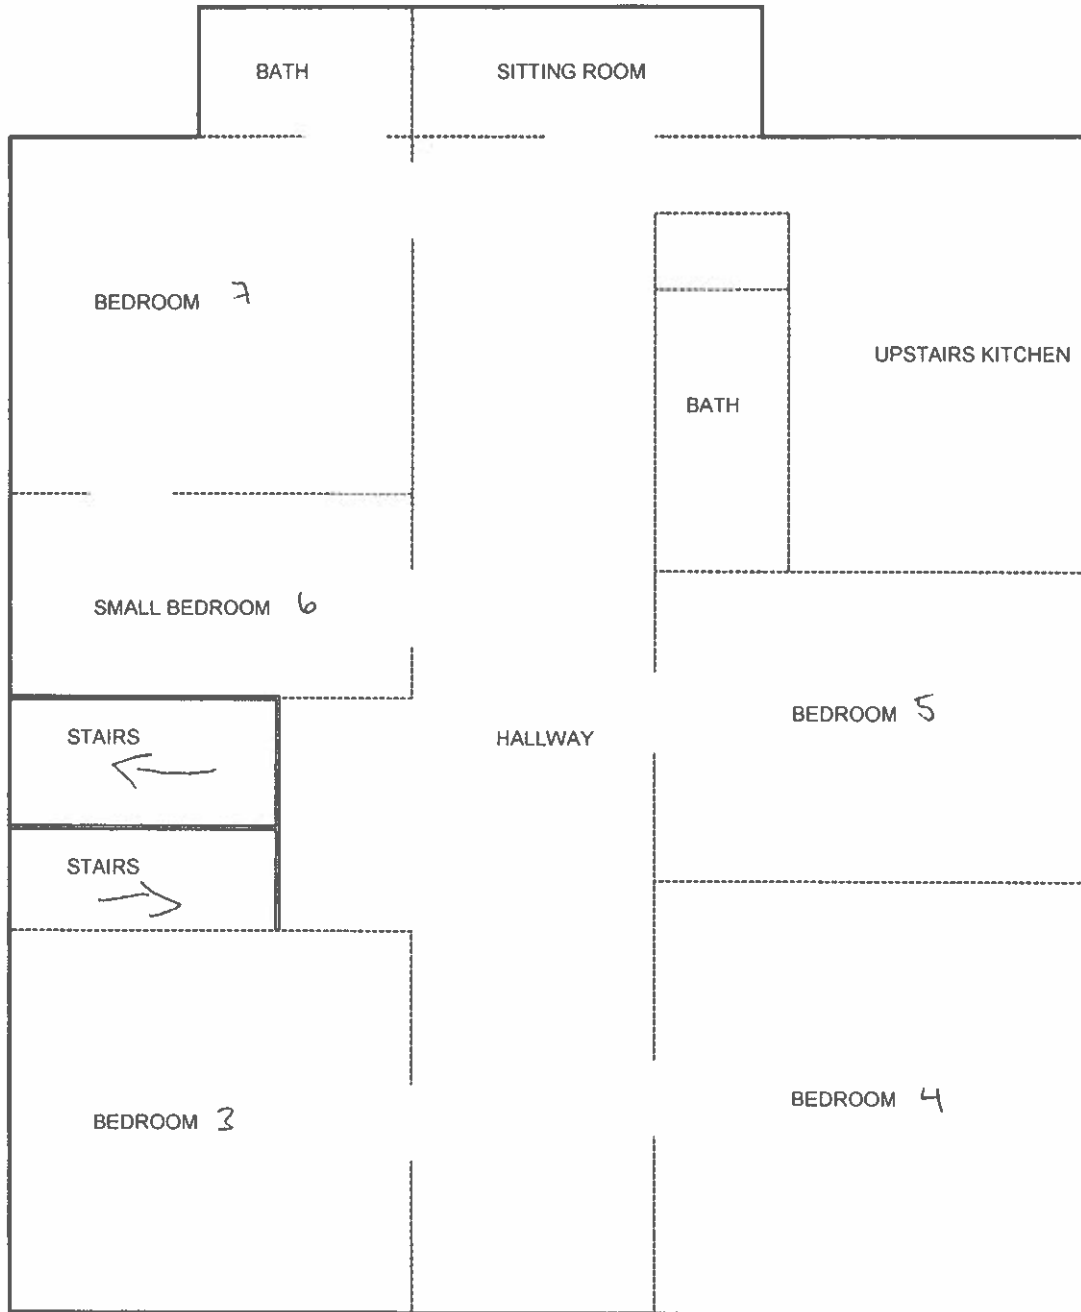 BATH
SITTING ROOM
BEDROOM 7
UPSTAIRS KITCHEN
BATH
SMALL BEDROOM 6
BEDROOM 5
STAIRS
HALLWAY
STAIRS
BEDROOM 4
BEDROOM 3